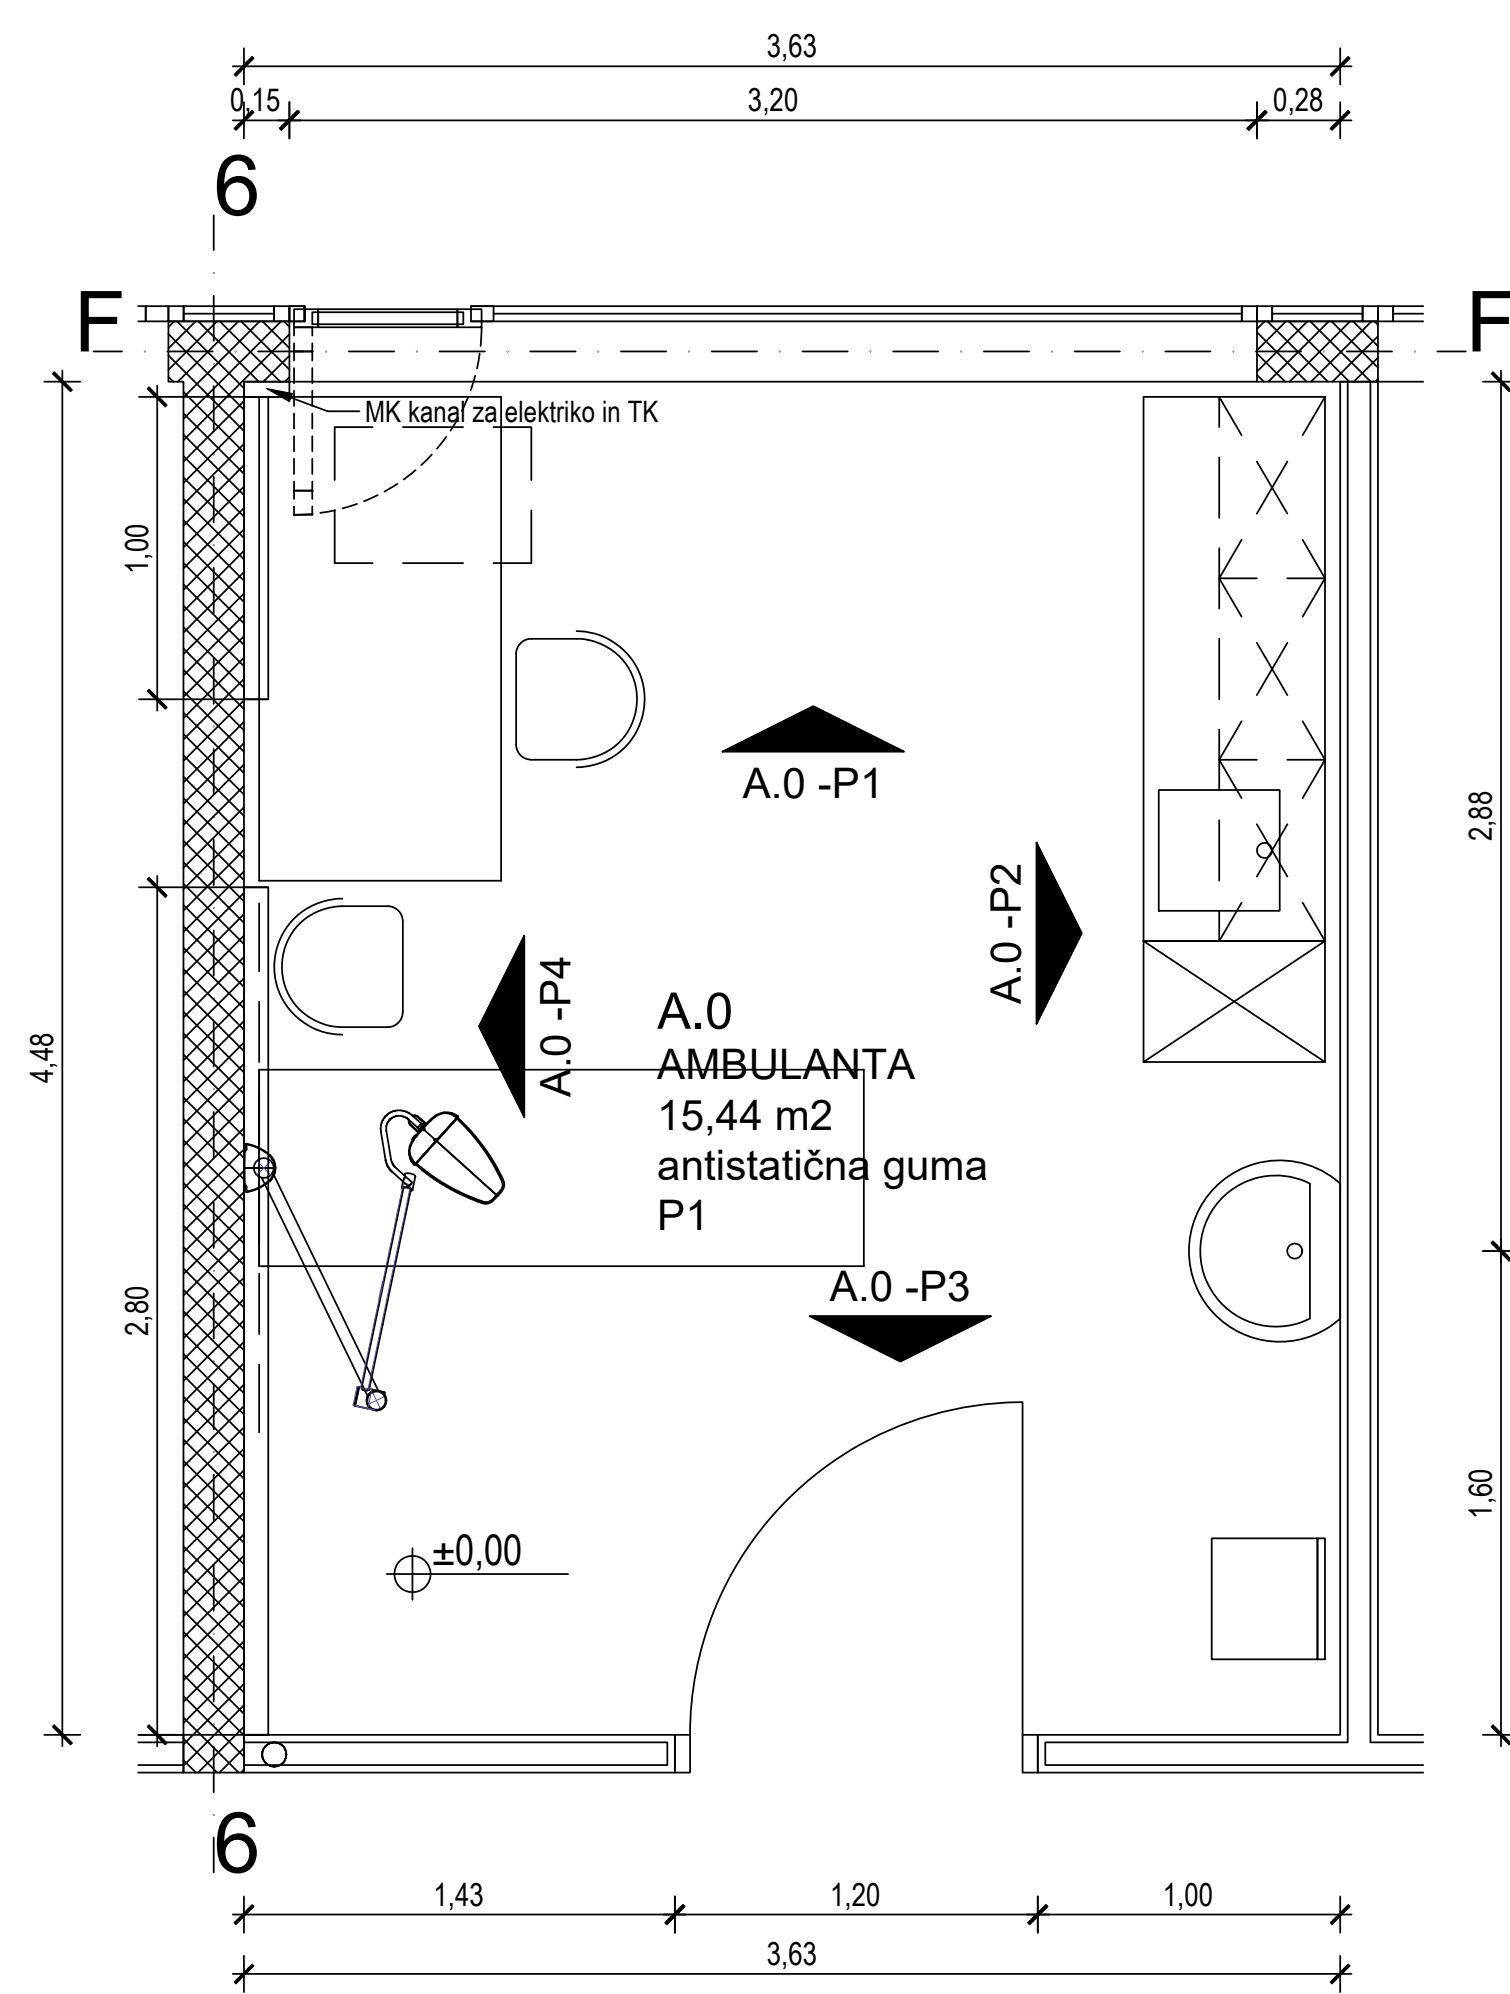 3,63
0,15
3,20
0,28
6
F
F
MK kanal za elektriko in TK
1,00
A.0 -P1
2,88
A.0 -P2
A.0 -P4
A.0
AMBULANTA
15,44 m2
antistatična guma
P1
4,48
A.0 -P3
2,80
1,60
±0,00
6
1,43
1,20
1,00
3,63